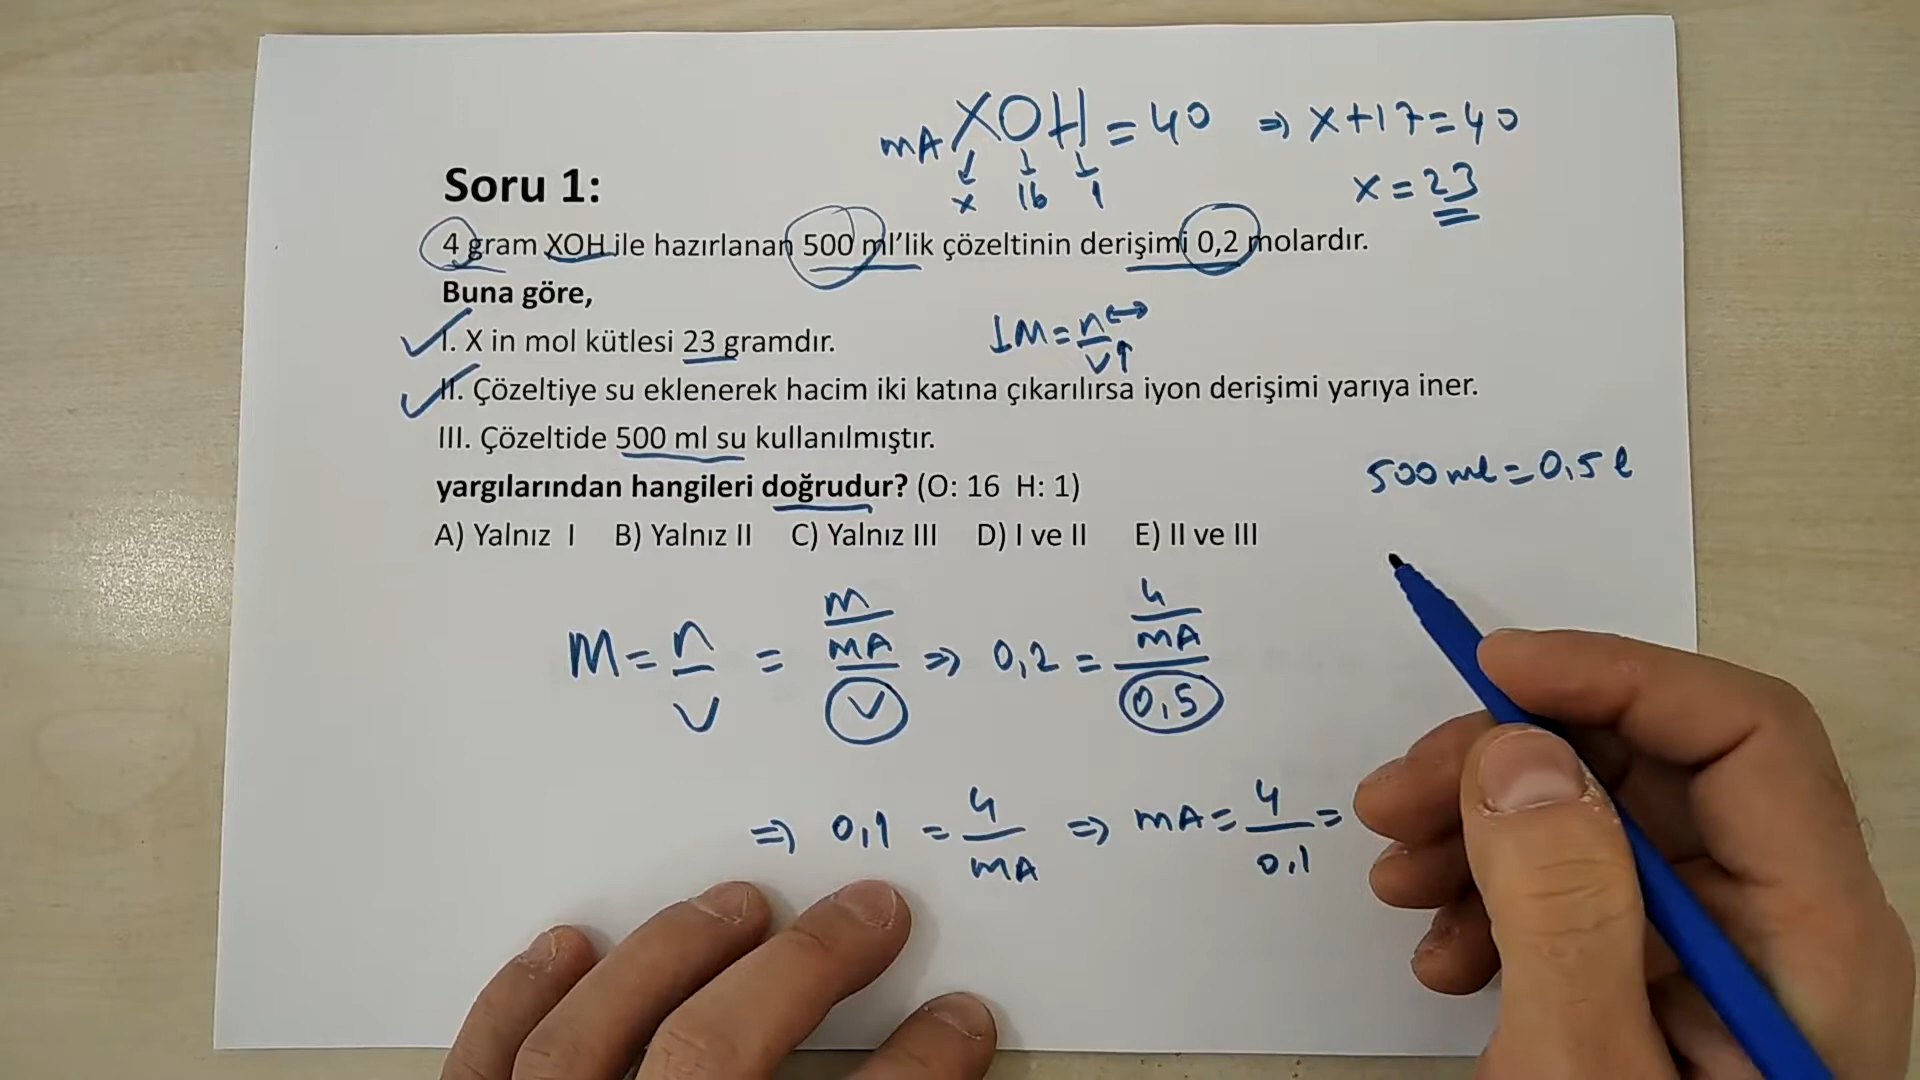 mA XOH = 40 ⇒ x+17=40
x 16 1
x = 23
Soru 1:
4 gram XOH ile hazırlanan 500 ml'lik çözeltinin derişimi 0,2 molardır.
Buna göre,
I. X in mol kütlesi 23 gramdır.
↓M = n↔/V↑
II. Çözeltiye su eklenerek hacim iki katına çıkarılırsa iyon derişimi yarıya iner.
III. Çözeltide 500 ml su kullanılmıştır.
500 ml = 0,5 l
yargılarından hangileri doğrudur? (O: 16 H: 1)
A) Yalnız I B) Yalnız II C) Yalnız III D) I ve II E) II ve III
M = n/V = m/MA/V ⇒ 0,2 = 4/MA/0,5
⇒ 0,1 = 4/MA ⇒ MA = 4/0,1 =